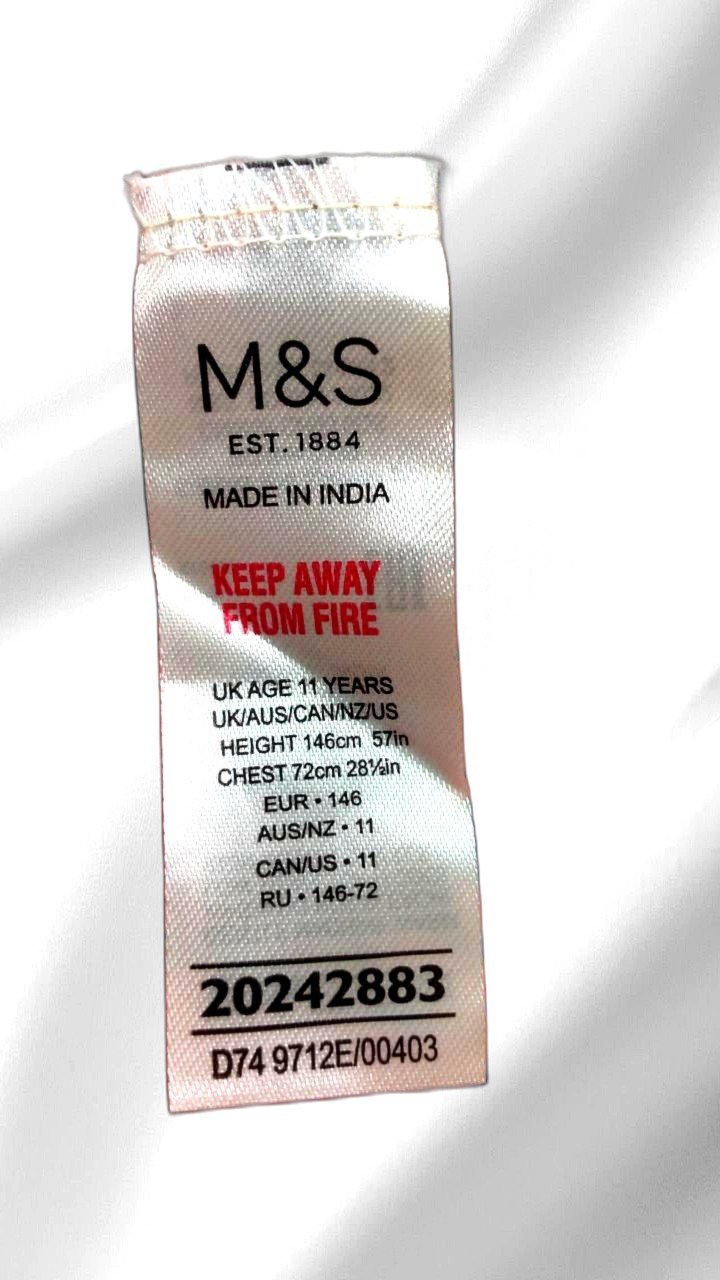 M&S
EST. 1884
MADE IN INDIA
KEEP AWAY
FROM FIRE
UK AGE 11 YEARS
UK/AUS/CAN/NZ/US
HEIGHT 146cm 57in
CHEST 72cm 28½in
EUR • 146
AUS/NZ • 11
CAN/US • 11
RU • 146-72
20242883
D74 9712E/00403